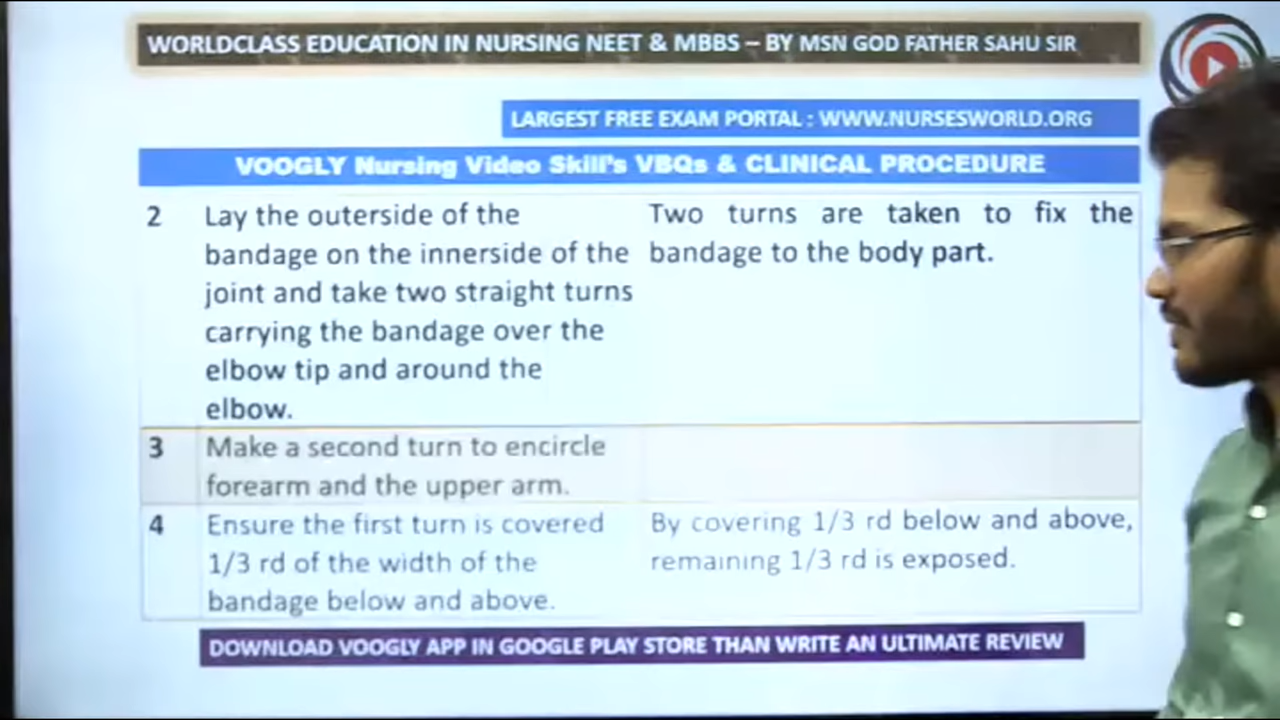 WORLDCLASS EDUCATION IN NURSING NEET & MBBS – BY MSN GOD FATHER SAHU SIR
LARGEST FREE EXAM PORTAL : WWW.NURSESWORLD.ORG
VOOGLY Nursing Video Skill's VBQs & CLINICAL PROCEDURE
2
Lay the outerside of the
bandage on the innerside of the
joint and take two straight turns
carrying the bandage over the
elbow tip and around the
elbow.
Two turns are taken to fix the
bandage to the body part.
3
Make a second turn to encircle
forearm and the upper arm.
4
Ensure the first turn is covered
1/3 rd of the width of the
bandage below and above.
By covering 1/3 rd below and above,
remaining 1/3 rd is exposed.
DOWNLOAD VOOGLY APP IN GOOGLE PLAY STORE THAN WRITE AN ULTIMATE REVIEW